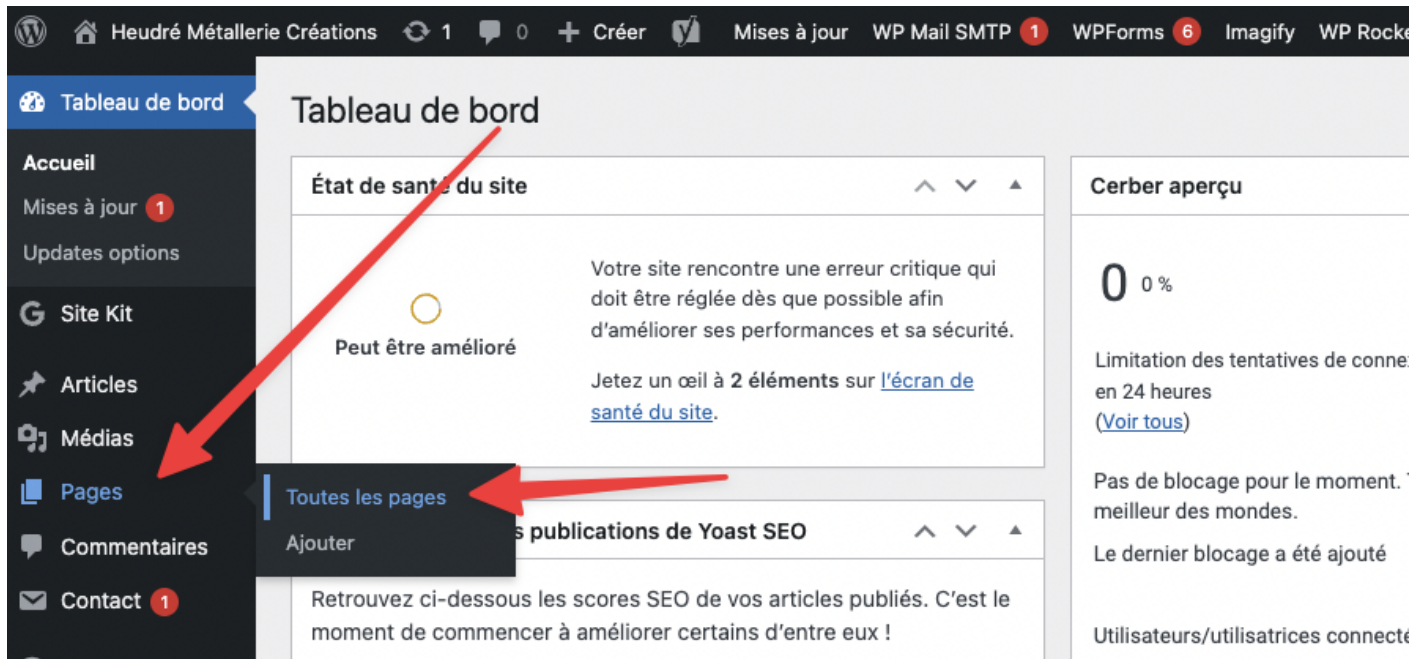 Heudré Métallerie Créations 1 0 Créer Mises à jour WP Mail SMTP 1 WPForms 6 Imagify WP Rocke
Tableau de bord
Accueil
Mises à jour 1
Updates options
Site Kit
Articles
Médias
Pages
Commentaires
Contact 1
Toutes les pages
Ajouter
Tableau de bord
État de santé du site
Peut être amélioré
Votre site rencontre une erreur critique qui
doit être réglée dès que possible afin
d'améliorer ses performances et sa sécurité.
Jetez un œil à 2 éléments sur l'écran de
santé du site.
s publications de Yoast SEO
Retrouvez ci-dessous les scores SEO de vos articles publiés. C'est le
moment de commencer à améliorer certains d'entre eux !
Cerber aperçu
0 0 %
Limitation des tentatives de conne
en 24 heures
(Voir tous)
Pas de blocage pour le moment.
meilleur des mondes.
Le dernier blocage a été ajouté
Utilisateurs/utilisatrices connecté